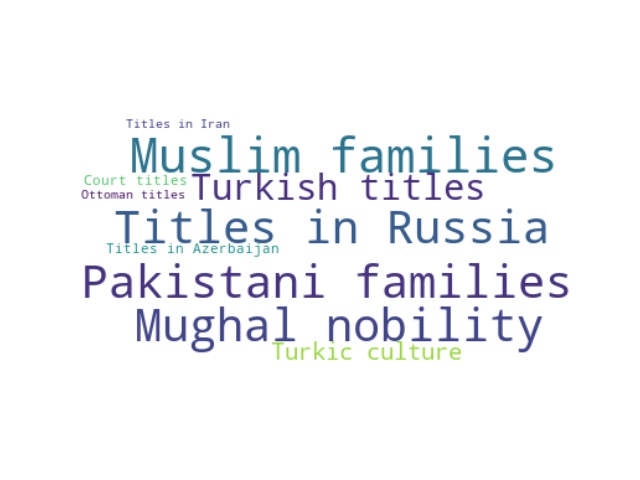 Titles in Iran
Muslim families
Court titles
Turkish titles
Ottoman titles
Titles in Russia
Titles in Azerbaijan
Pakistani families
Mughal nobility
Turkic culture